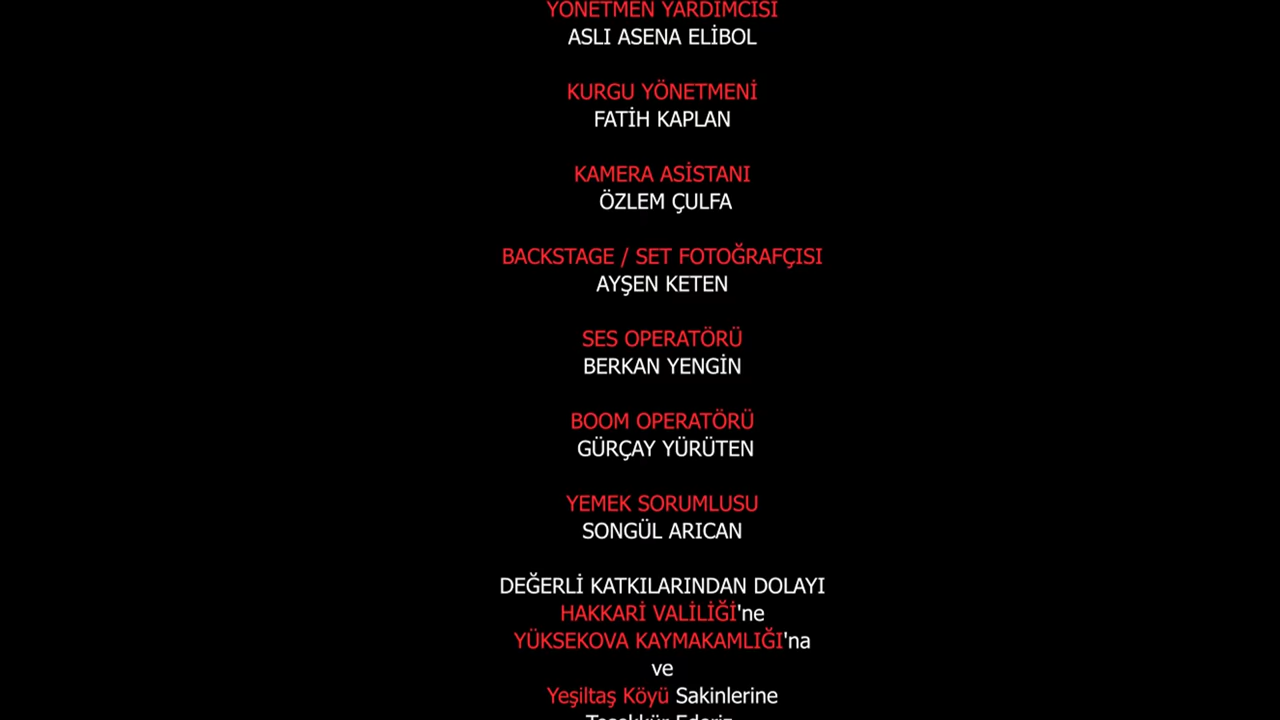 YÖNETMEN YARDIMCISI
ASLI ASENA ELİBOL
KURGU YÖNETMENİ
FATİH KAPLAN
KAMERA ASİSTANI
ÖZLEM ÇULFA
BACKSTAGE / SET FOTOĞRAFÇISI
AYŞEN KETEN
SES OPERATÖRÜ
BERKAN YENGİN
BOOM OPERATÖRÜ
GÜRÇAY YÜRÜTEN
YEMEK SORUMLUSU
SONGÜL ARICAN
DEĞERLİ KATKILARINDAN DOLAYI
HAKKARİ VALİLİĞİ'ne
YÜKSEKOVA KAYMAKAMLIĞI'na
ve
Yeşiltaş Köyü Sakinlerine
Teşekkür Ederiz